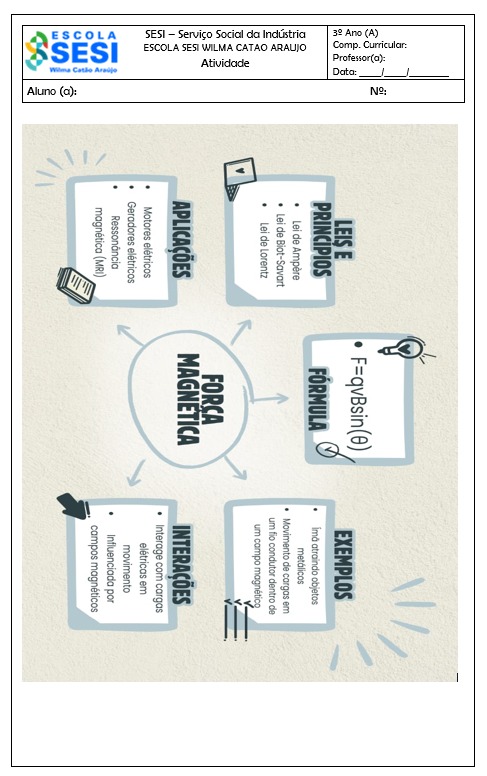 ESCOLA
SESI
Wilma Catão Araújo
SESI – Serviço Social da Indústria
ESCOLA SESI WILMA CATAO ARAUJO
Atividade
3º Ano (A)
Comp. Curricular:
Professor(a):
Data: ____/____/________
Aluno (a):
Nº:
FÓRMULA
• F=qvBsin(θ)
LEIS E
PRINCÍPIOS
• Lei de Ampère
• Lei de Biot-Savart
• Lei de Lorentz
EXEMPLOS
• Ímã atraindo objetos
metálicos
• Movimento de cargas em
um fio condutor dentro de
um campo magnético
FORÇA
MAGNÉTICA
APLICAÇÕES
• Motores elétricos
• Geradores elétricos
• Ressonância
magnética (MRI)
INTERAÇÕES
• Interage com cargas
elétricas em
movimento
• Influenciada por
campos magnéticos